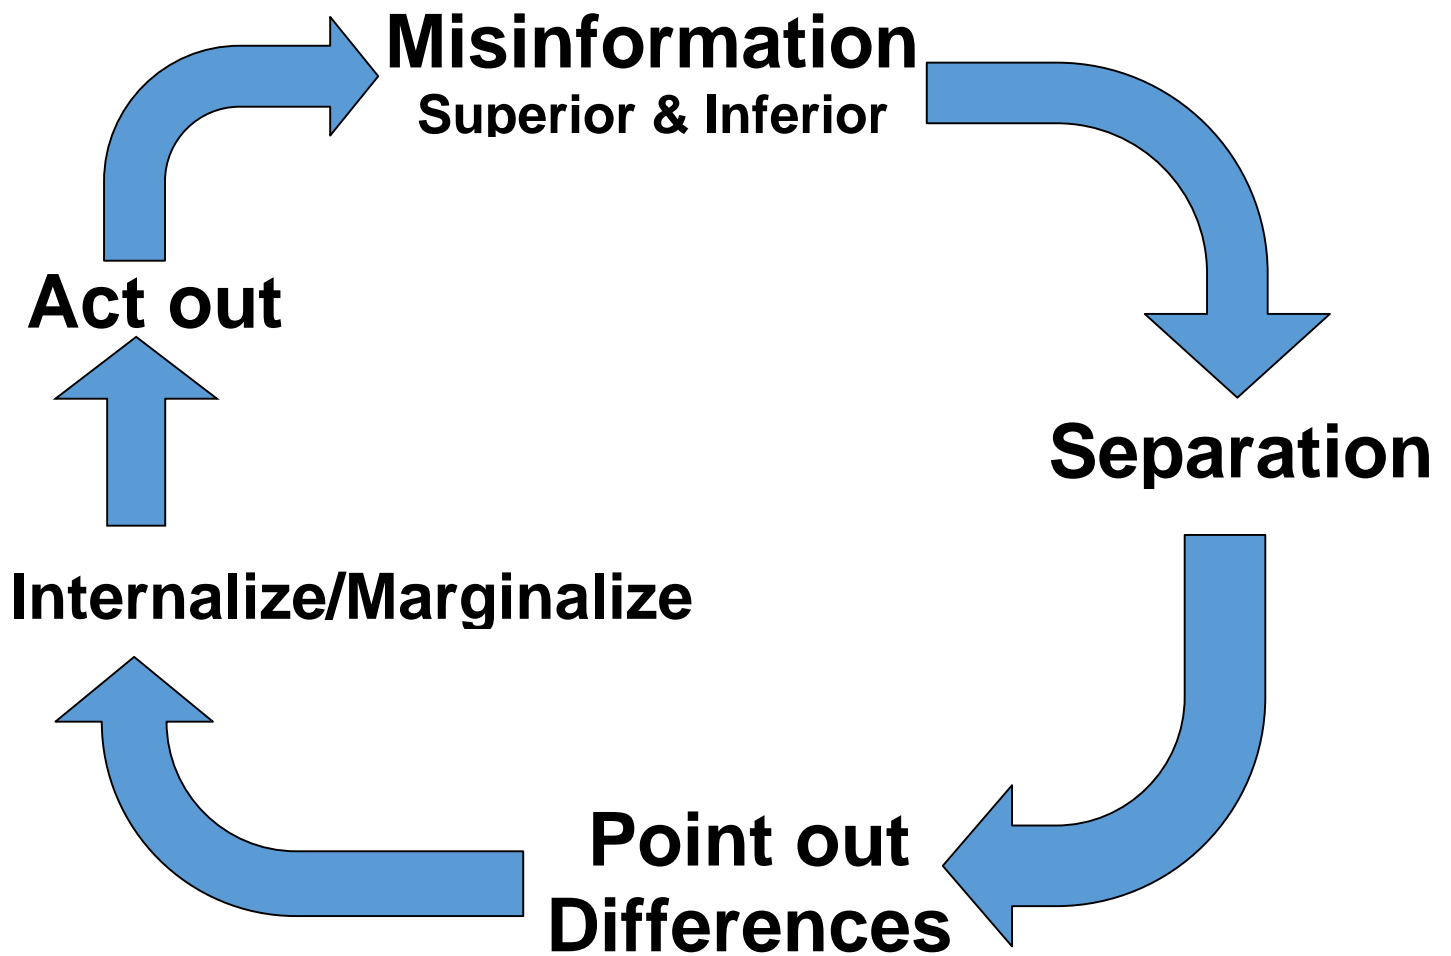 Misinformation
Superior & Inferior
Separation
Point out
Differences
Internalize/Marginalize
Act out